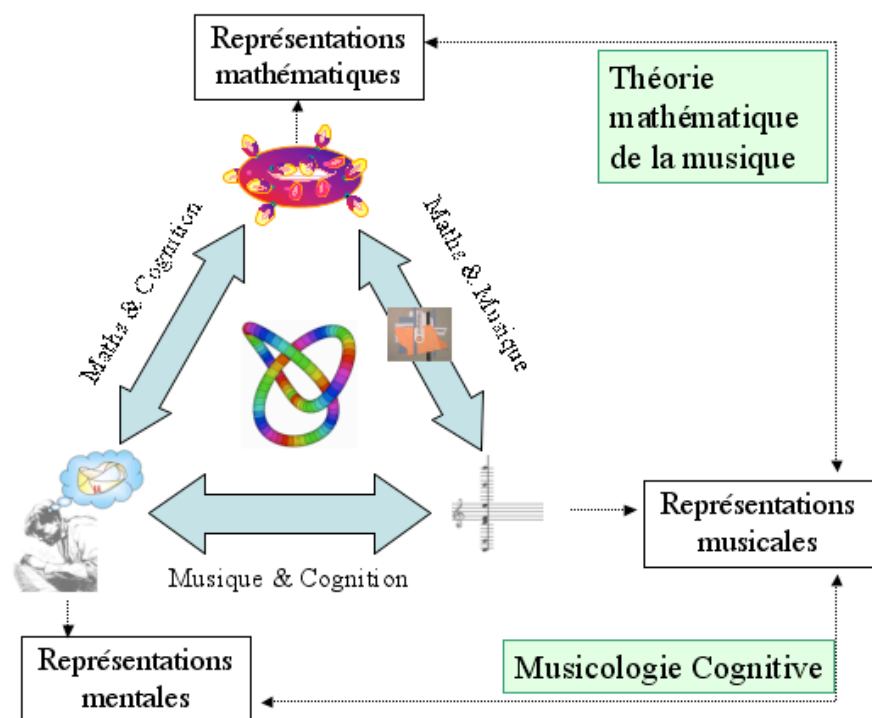 Représentations
mathématiques
Théorie
mathématique
de la musique
Maths & Cognition
Maths & Musique
Représentations
musicales
Musique & Cognition
Représentations
mentales
Musicologie Cognitive